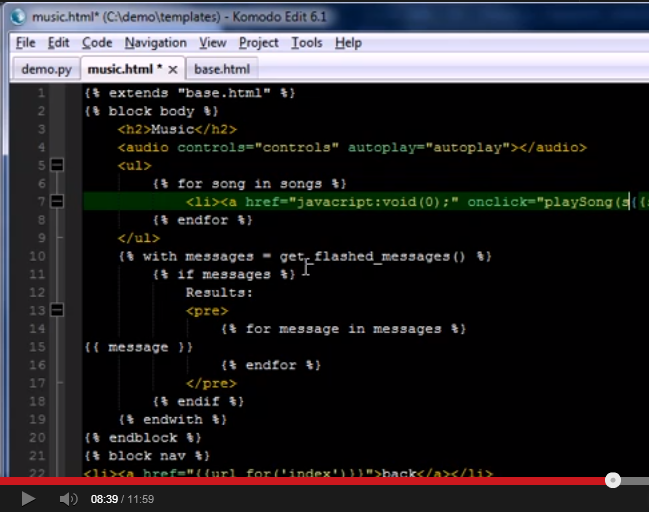 music.html* (C:\demo\templates) - Komodo Edit 6.1
File Edit Code Navigation View Project Tools Help
demo.py music.html * × base.html
1 {% extends "base.html" %}
2 {% block body %}
3 <h2>Music</h2>
4 <audio controls="controls" autoplay="autoplay"></audio>
5 <ul>
6 {% for song in songs %}
7 <li><a href="javacript:void(0);" onclick="playSong(s{{
8 {% endfor %}
9 </ul>
10 {% with messages = get_flashed_messages() %}
11 {% if messages %}
12 Results:
13 <pre>
14 {% for message in messages %}
15 {{ message }}
16 {% endfor %}
17 </pre>
18 {% endif %}
19 {% endwith %}
20 {% endblock %}
21 {% block nav %}
22 <li><a href="{{url_for('index')}}">back</a></li>
08:39 / 11:59